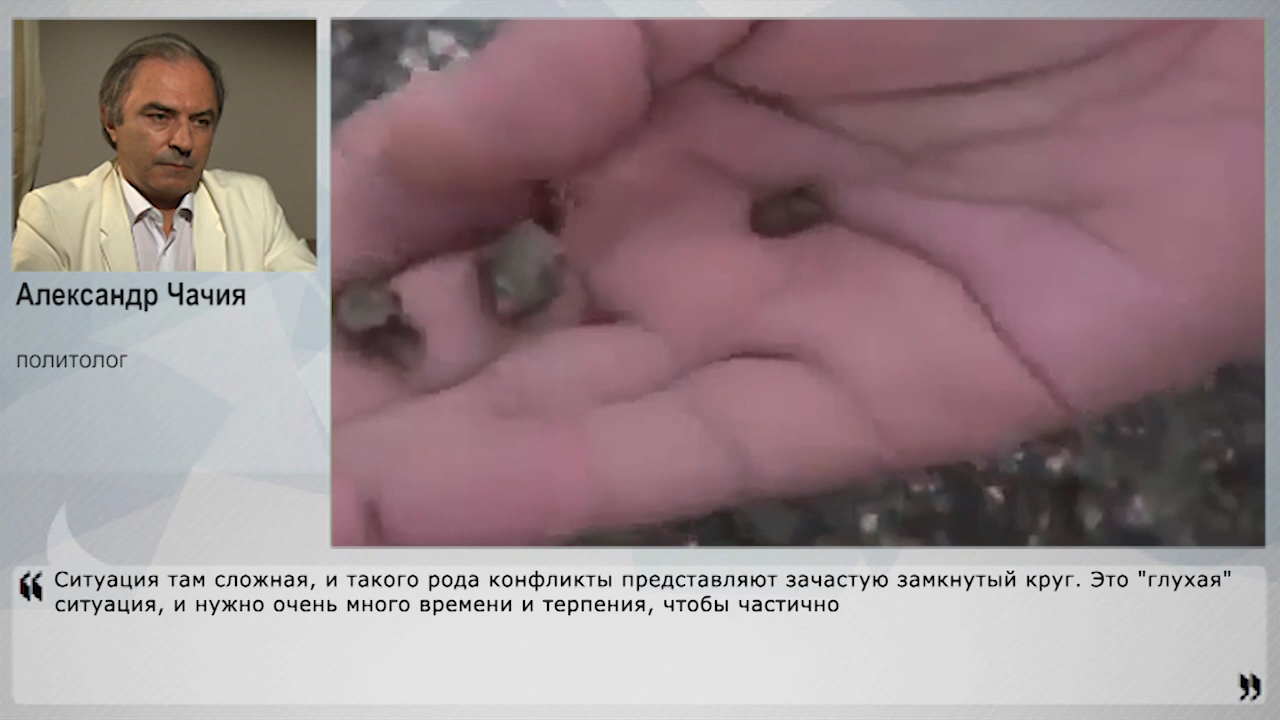 Александр Чачия
политолог
“ Ситуация там сложная, и такого рода конфликты представляют зачастую замкнутый круг. Это "глухая"
ситуация, и нужно очень много времени и терпения, чтобы частично
”